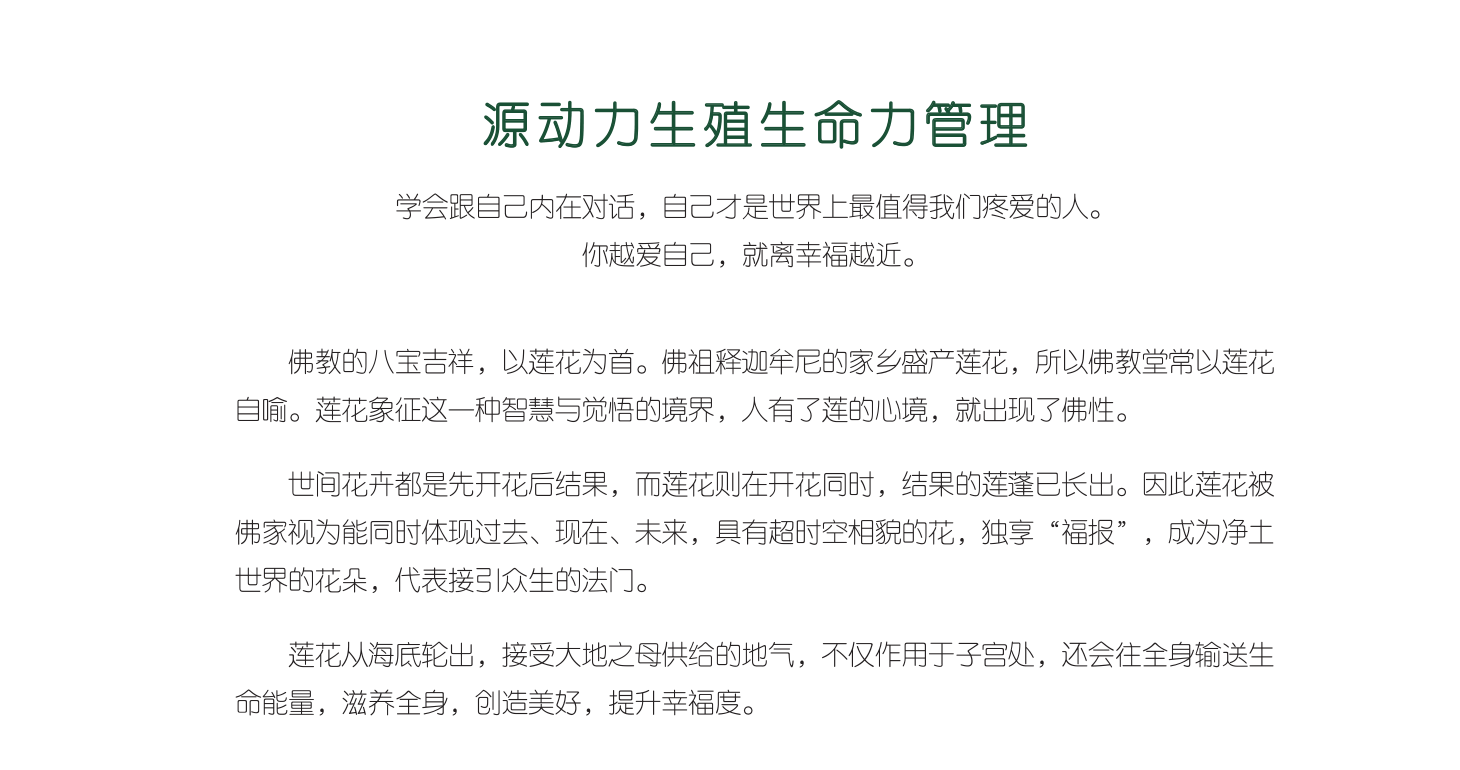 源动力生殖生命力管理
学会跟自己内在对话，自己才是世界上最值得我们疼爱的人。
你越爱自己，就离幸福越近。
佛教的八宝吉祥，以莲花为首。佛祖释迦牟尼的家乡盛产莲花，所以佛教堂常以莲花
自喻。莲花象征这一种智慧与觉悟的境界，人有了莲的心境，就出现了佛性。
世间花卉都是先开花后结果，而莲花则在开花同时，结果的莲蓬已长出。因此莲花被
佛家视为能同时体现过去、现在、未来，具有超时空相貌的花，独享“福报”，成为净土
世界的花朵，代表接引众生的法门。
莲花从海底轮出，接受大地之母供给的地气，不仅作用于子宫处，还会往全身输送生
命能量，滋养全身，创造美好，提升幸福度。